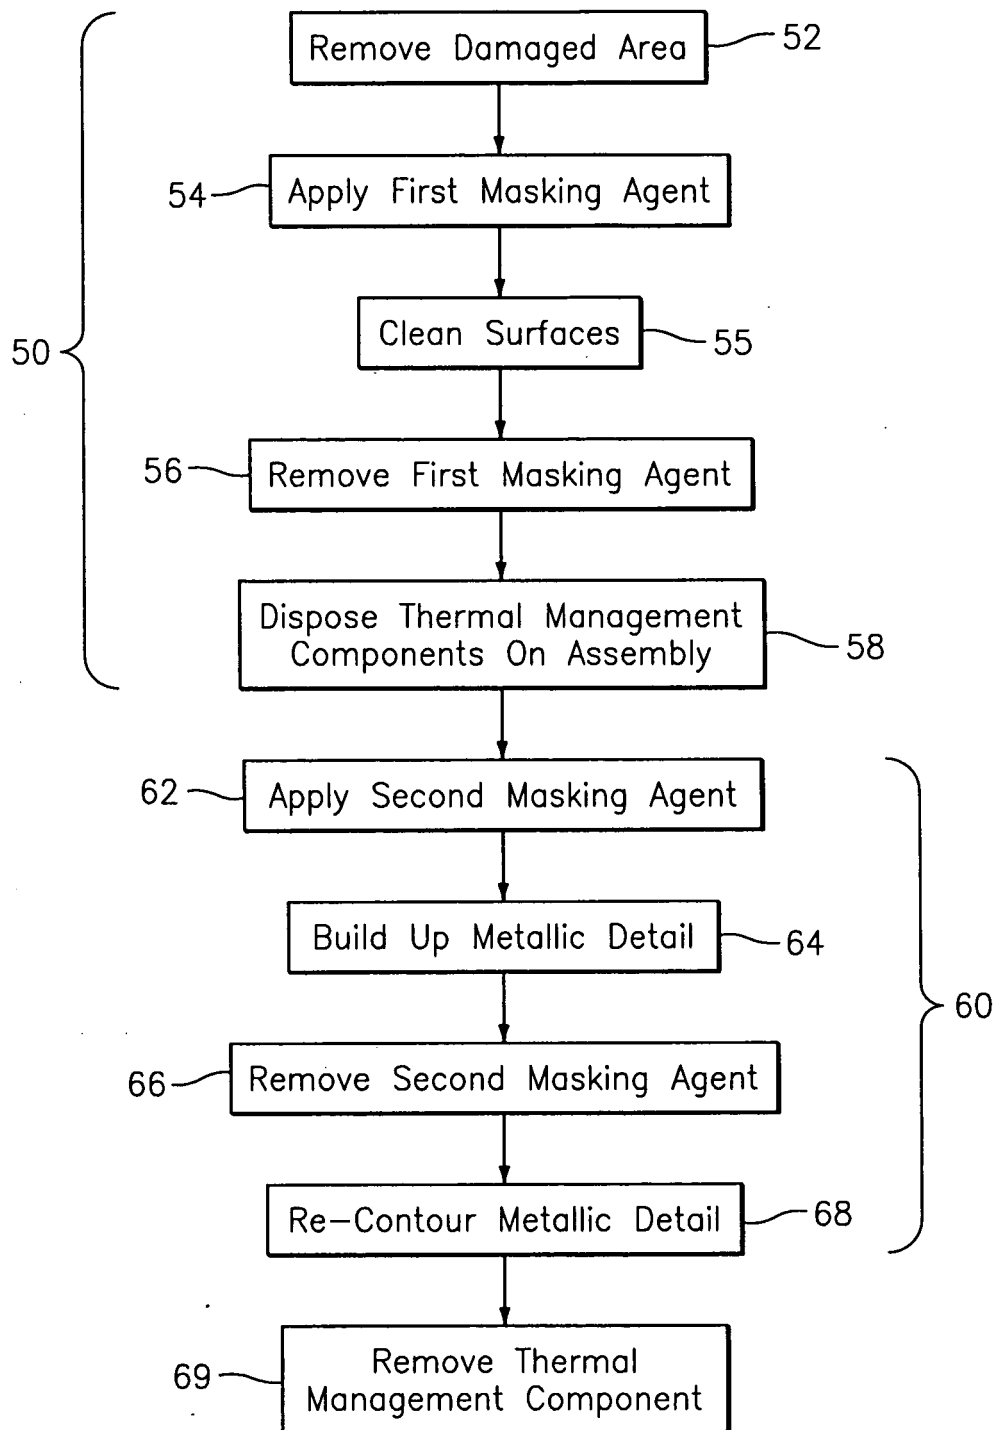 Remove Damaged Area
52
54
Apply First Masking Agent
Clean Surfaces
55
50
56
Remove First Masking Agent
Dispose Thermal Management
Components On Assembly
58
62
Apply Second Masking Agent
Build Up Metallic Detail
64
60
66
Remove Second Masking Agent
Re-Contour Metallic Detail
68
69
Remove Thermal
Management Component